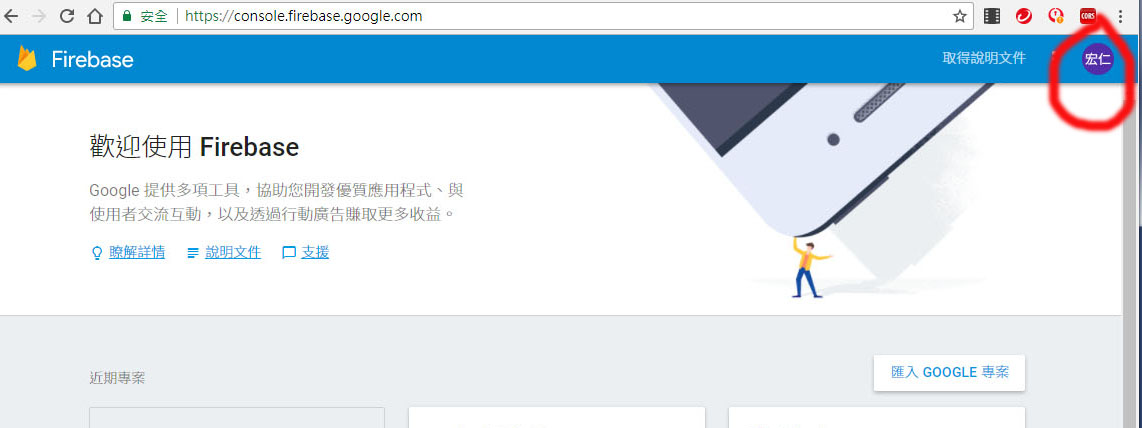 安全 https://console.firebase.google.com
CORS
Firebase
取得說明文件
宏仁
歡迎使用 Firebase
Google 提供多項工具，協助您開發優質應用程式、與
使用者交流互動，以及透過行動廣告賺取更多收益。
瞭解詳情 說明文件 支援
近期專案
匯入 GOOGLE 專案